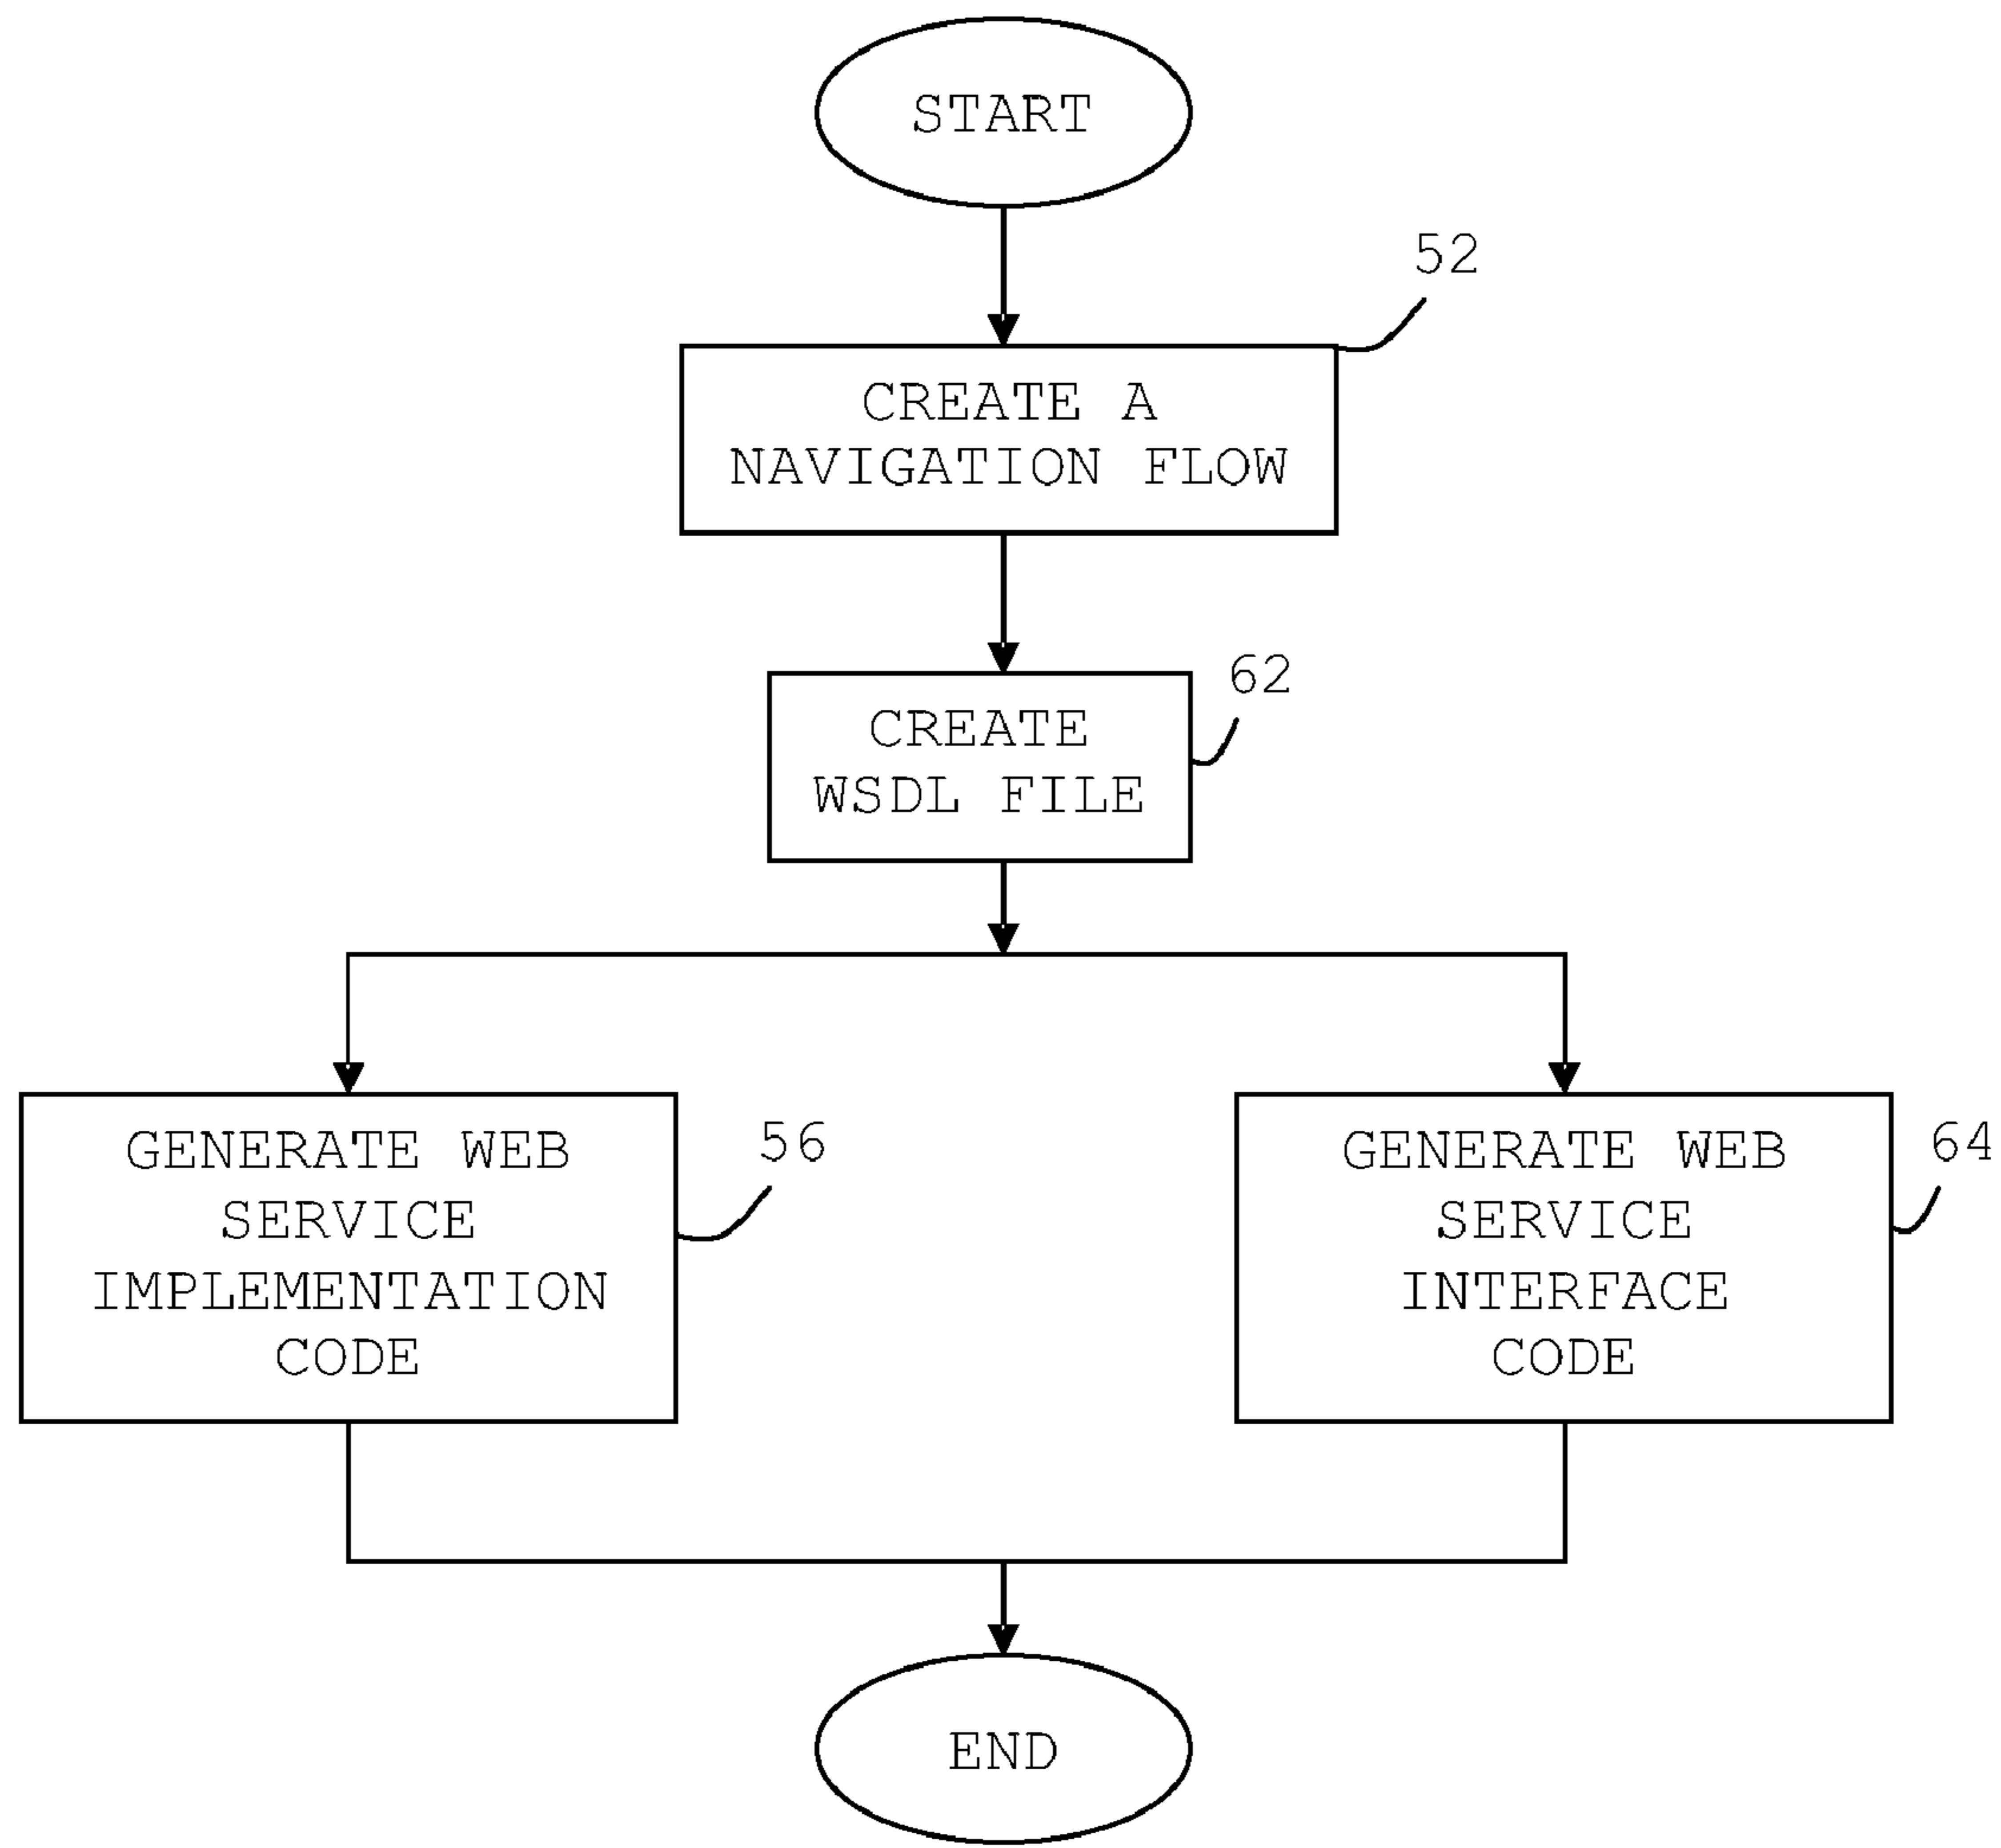 START
52
CREATE A
NAVIGATION FLOW
62
CREATE
WSDL FILE
GENERATE WEB
SERVICE
IMPLEMENTATION
CODE
56
GENERATE WEB
SERVICE
INTERFACE
CODE
64
END